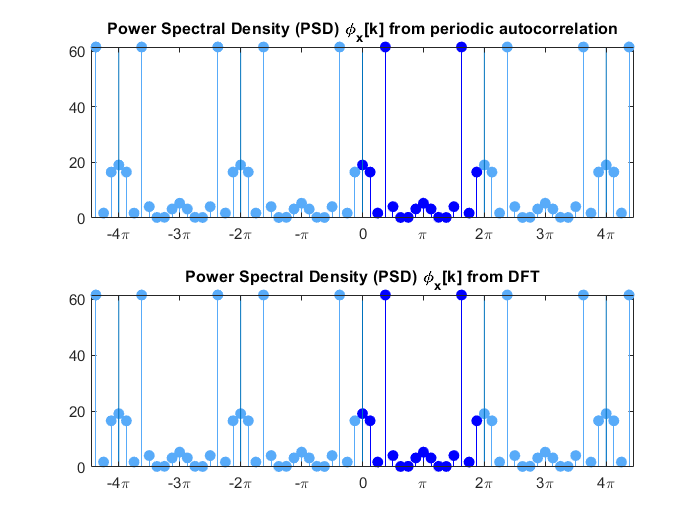 Power Spectral Density (PSD) ϕx[k] from periodic autocorrelation
60
40
20
0
-4π -3π -2π -π 0 π 2π 3π 4π
Power Spectral Density (PSD) ϕx[k] from DFT
60
40
20
0
-4π -3π -2π -π 0 π 2π 3π 4π